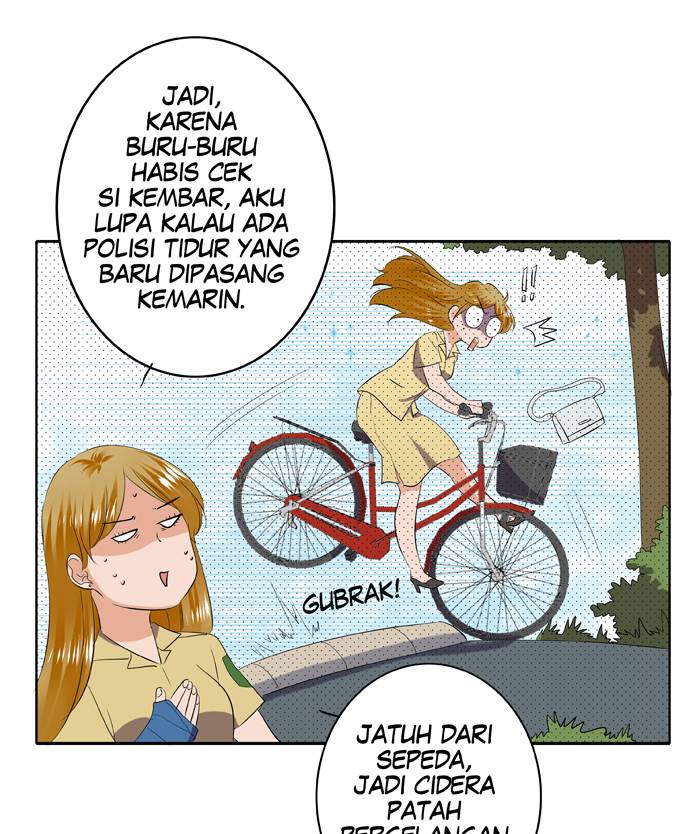 JADI,
KARENA
BURU-BURU
HABIS CEK
SI KEMBAR, AKU
LUPA KALAU ADA
POLISI TIDUR YANG
BARU DIPASANG
KEMARIN.
!!
GUBRAK!
JATUH DARI
SEPEDA,
JADI CIDERA
PATAH
PERGELANGAN